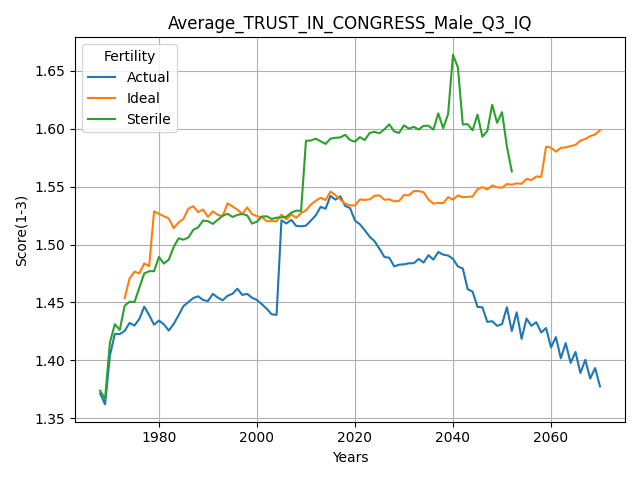 Average_TRUST_IN_CONGRESS_Male_Q3_IQ
Fertility
Actual
Ideal
Sterile
Score(1-3)
1.65
1.60
1.55
1.50
1.45
1.40
1.35
1980
2000
2020
2040
2060
Years